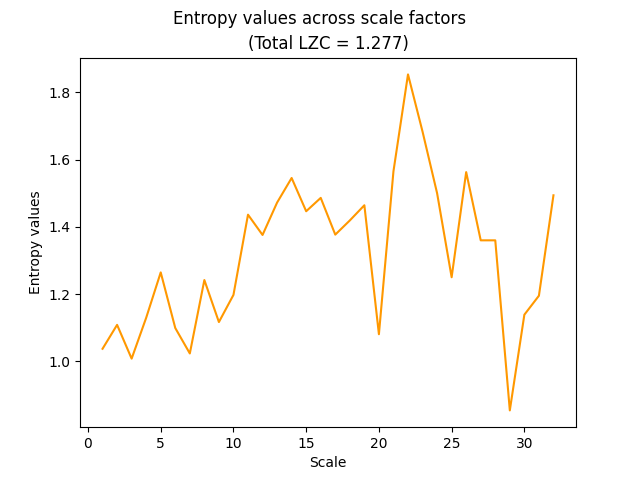 Entropy values across scale factors
(Total LZC = 1.277)
1.8
1.6
1.4
1.2
1.0
Entropy values
0 5 10 15 20 25 30
Scale